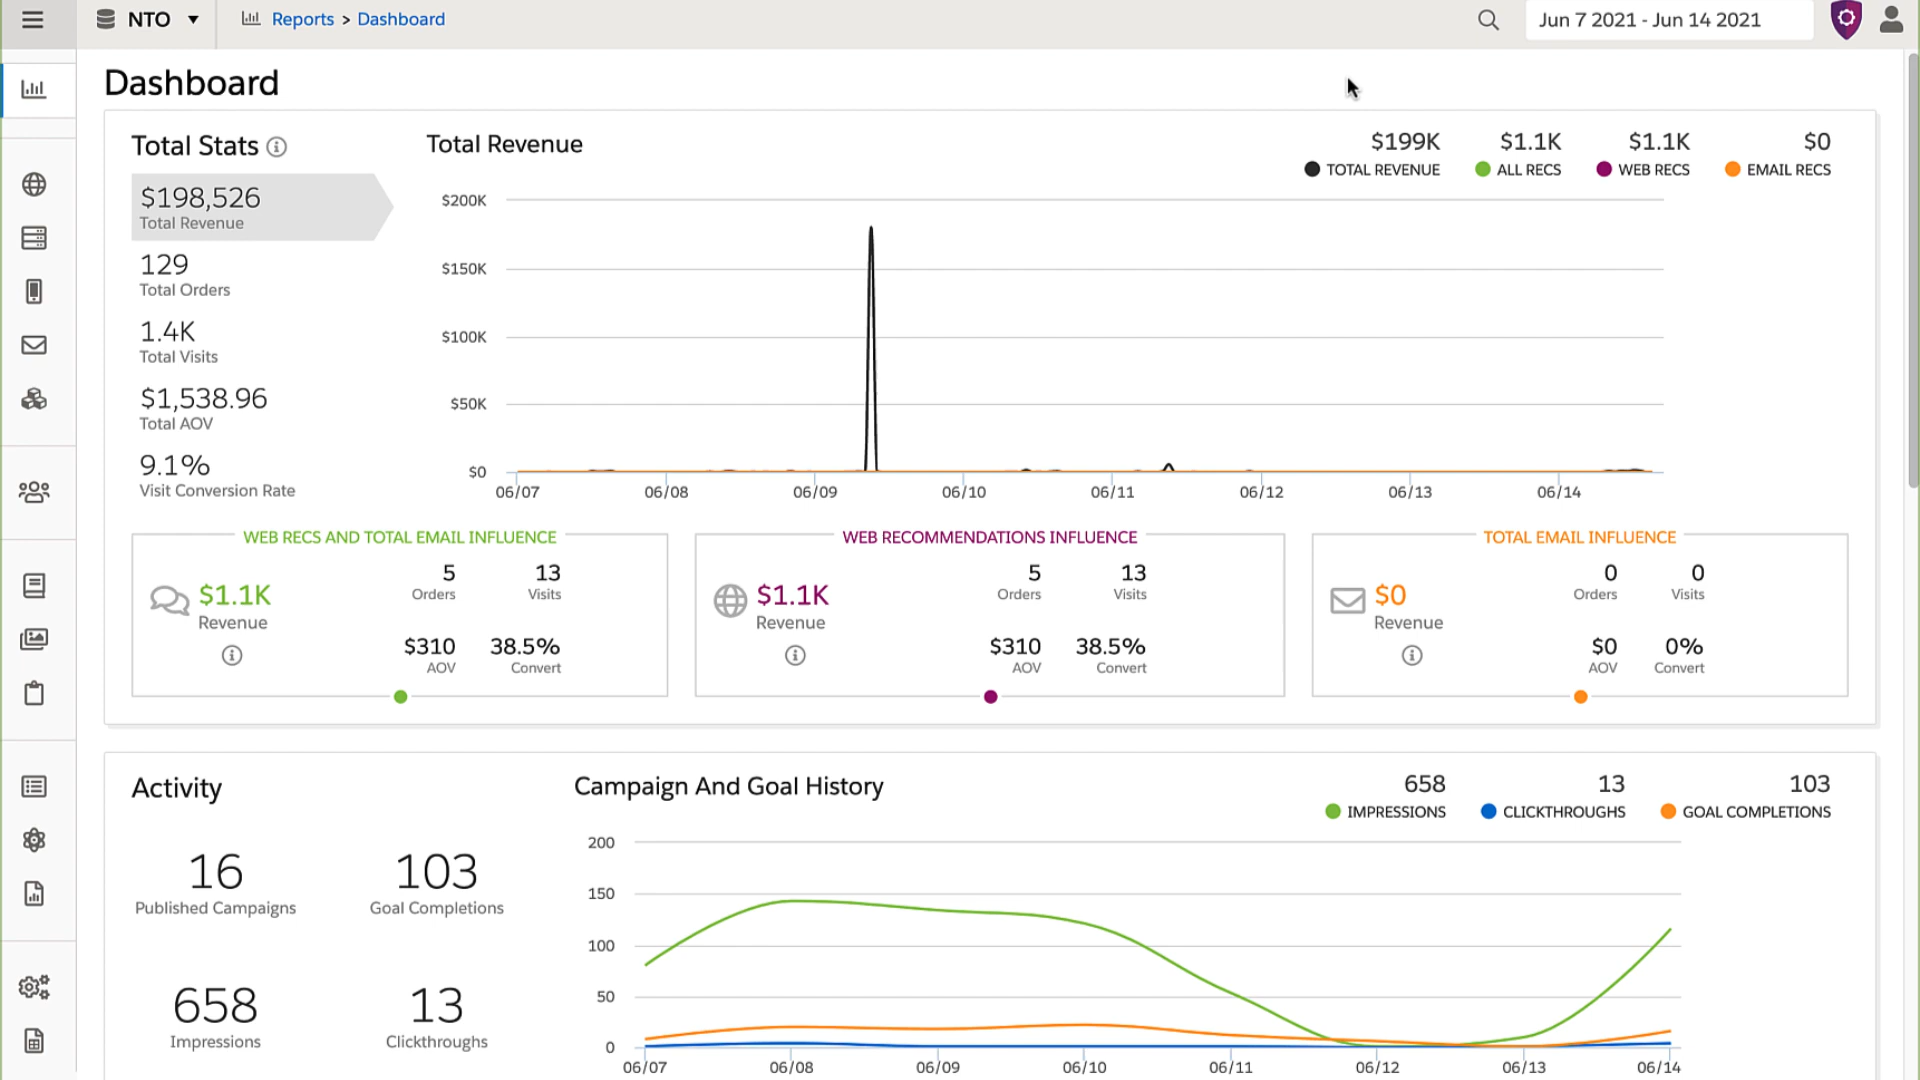 NTO
Reports > Dashboard
Jun 7 2021 - Jun 14 2021
Dashboard
Total Stats
$198,526
Total Revenue
129
Total Orders
1.4K
Total Visits
$1,538.96
Total AOV
9.1%
Visit Conversion Rate
Total Revenue
$199K $1.1K $1.1K $0
TOTAL REVENUE ALL RECS WEB RECS EMAIL RECS
$200K
$150K
$100K
$50K
$0
06/07 06/08 06/09 06/10 06/11 06/12 06/13 06/14
WEB RECS AND TOTAL EMAIL INFLUENCE
$1.1K
Revenue
5 13
Orders Visits
$310 38.5%
AOV Convert
WEB RECOMMENDATIONS INFLUENCE
$1.1K
Revenue
5 13
Orders Visits
$310 38.5%
AOV Convert
TOTAL EMAIL INFLUENCE
$0
Revenue
0 0
Orders Visits
$0 0%
AOV Convert
Activity
16 103
Published Campaigns Goal Completions
658 13
Impressions Clickthroughs
Campaign And Goal History
658 13 103
IMPRESSIONS CLICKTHROUGHS GOAL COMPLETIONS
200
150
100
50
0
06/07 06/08 06/09 06/10 06/11 06/12 06/13 06/14